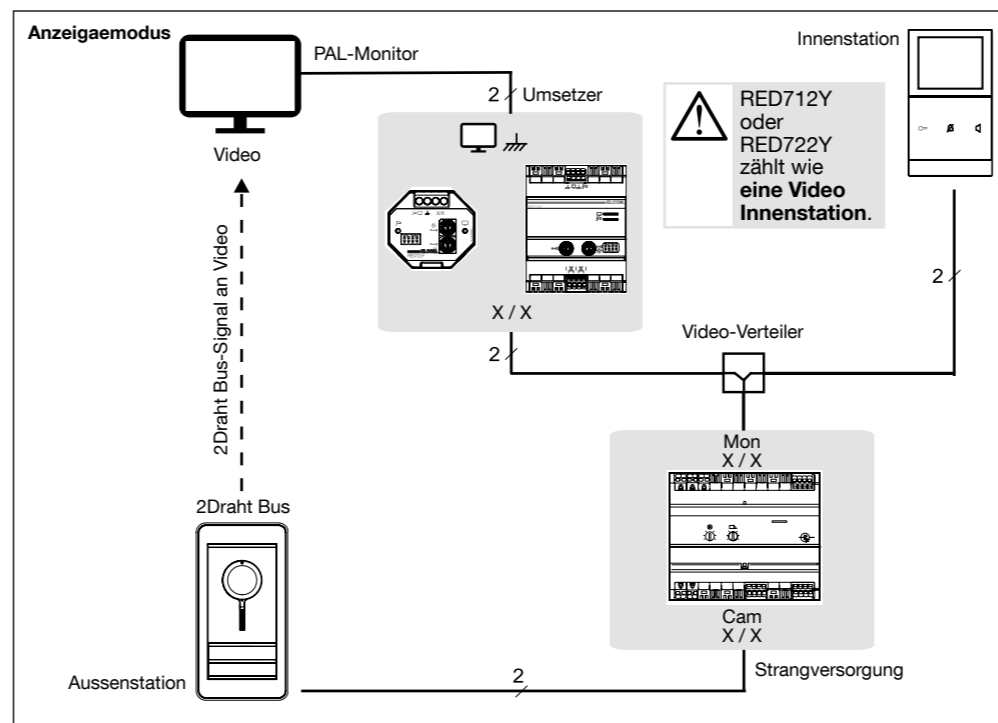 Anzeigaemodus
PAL-Monitor
Innenstation
2
Umsetzer
RED712Y
oder
RED722Y
zählt wie
eine Video
Innenstation.
Video
2Draht Bus-Signal an Video
X / X
2
2
Video-Verteiler
Mon
X / X
2Draht Bus
Cam
X / X
Aussenstation
2
Strangversorgung